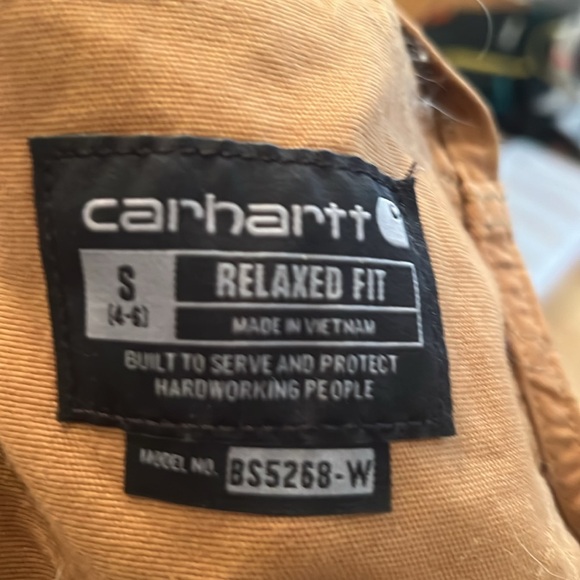 carhartt
S
(4-6)
RELAXED FIT
MADE IN VIETNAM
BUILT TO SERVE AND PROTECT
HARDWORKING PEOPLE
MODEL NO. BS5268-W